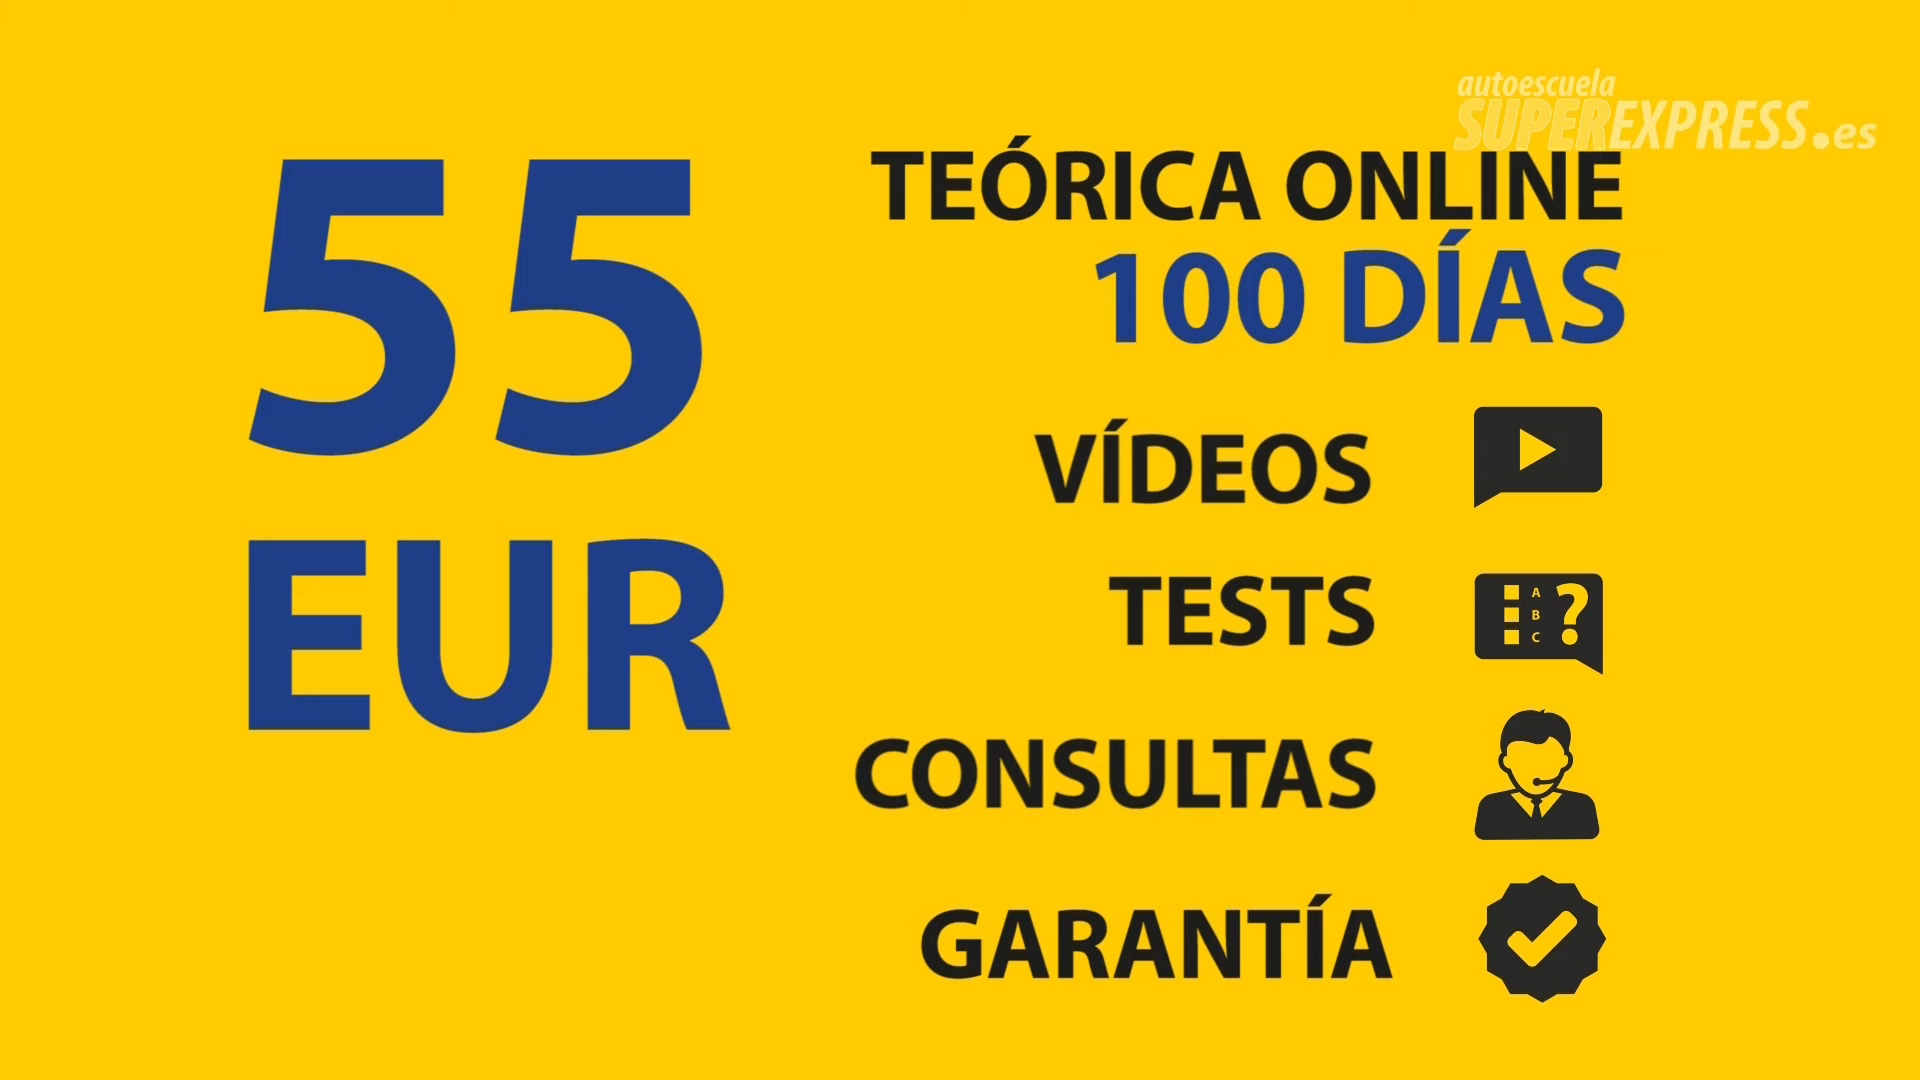 autoescuela
SUPEREXPRESS.es
55
EUR
TEÓRICA ONLINE
100 DÍAS
VÍDEOS
TESTS
A
B
C
?
CONSULTAS
GARANTÍA